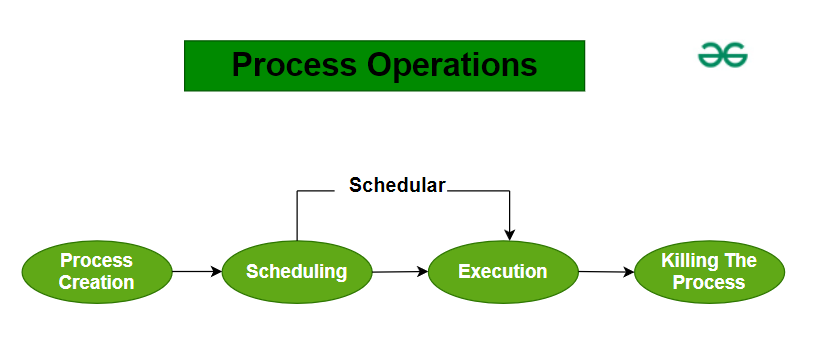 Process Operations
Schedular
Process
Creation
Scheduling
Execution
Killing The
Process